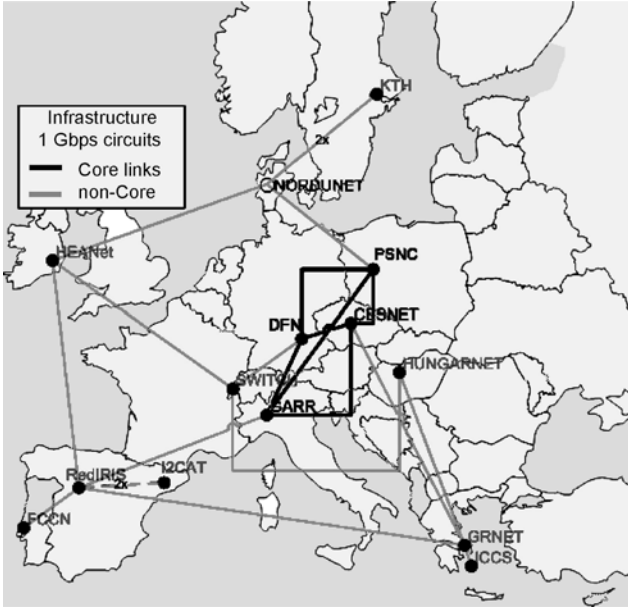 KTH
Infrastructure
1 Gbps circuits
Core links
non-Core
2x
NORDUNET
HEANet
PSNC
CESNET
DFN
HUNGARNET
SWITCH
GARR
RedIRIS
2x
I2CAT
FCCN
GRNET
ICCS